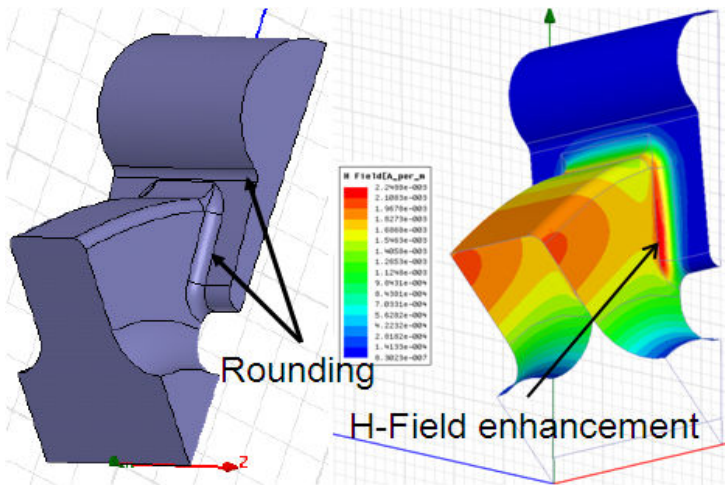 Rounding
Z
H Field[A_per_m
2.2488e-003
2.1083e-003
1.9678e-003
1.8273e-003
1.6868e-003
1.5463e-003
1.4058e-003
1.2653e-003
1.1248e-003
9.8431e-004
8.4381e-004
7.0331e-004
5.6282e-004
4.2232e-004
2.8182e-004
1.4133e-004
8.3023e-007
H-Field enhancement